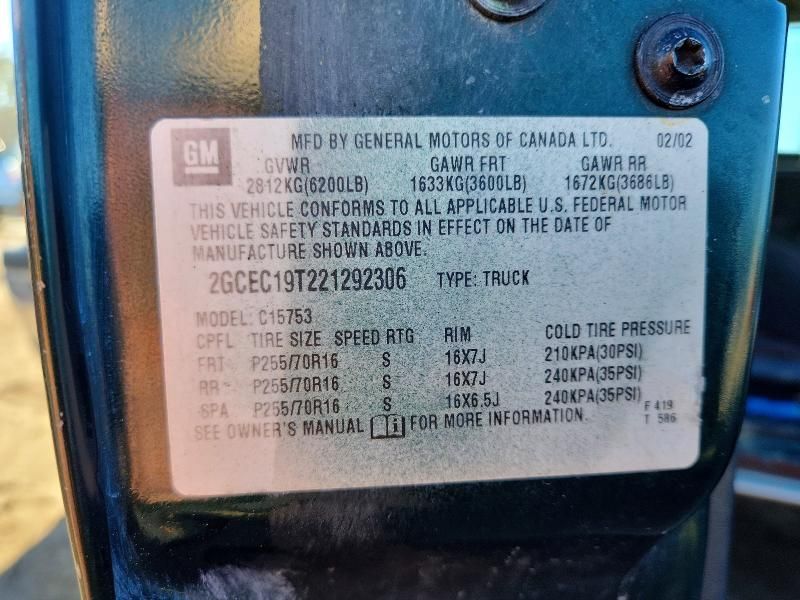 GM
MFD BY GENERAL MOTORS OF CANADA LTD. 02/02
GVWR GAWR FRT GAWR RR
2812KG(6200LB) 1633KG(3600LB) 1672KG(3686LB)
THIS VEHICLE CONFORMS TO ALL APPLICABLE U.S. FEDERAL MOTOR
VEHICLE SAFETY STANDARDS IN EFFECT ON THE DATE OF
MANUFACTURE SHOWN ABOVE.
2GCEC19T221292306 TYPE: TRUCK
MODEL: C15753
CPFL TIRE SIZE SPEED RTG RIM COLD TIRE PRESSURE
FRT P255/70R16 S 16X7J 210KPA(30PSI)
RR P255/70R16 S 16X7J 240KPA(35PSI)
SPA P255/70R16 S 16X6.5J 240KPA(35PSI)
SEE OWNER'S MANUAL i FOR MORE INFORMATION.
F 419
T 586